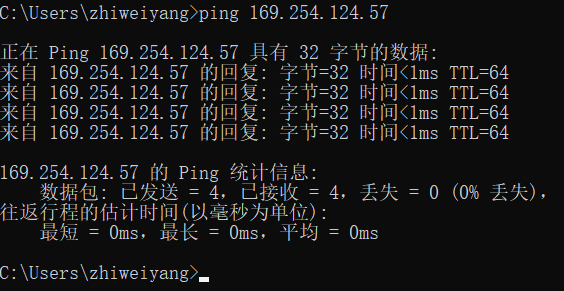 C:\Users\zhiweiyang>ping 169.254.124.57
正在 Ping 169.254.124.57 具有 32 字节的数据:
来自 169.254.124.57 的回复: 字节=32 时间<1ms TTL=64
来自 169.254.124.57 的回复: 字节=32 时间<1ms TTL=64
来自 169.254.124.57 的回复: 字节=32 时间<1ms TTL=64
来自 169.254.124.57 的回复: 字节=32 时间<1ms TTL=64
169.254.124.57 的 Ping 统计信息:
数据包: 已发送 = 4，已接收 = 4，丢失 = 0 (0% 丢失)，
往返行程的估计时间(以毫秒为单位):
最短 = 0ms，最长 = 0ms，平均 = 0ms
C:\Users\zhiweiyang>